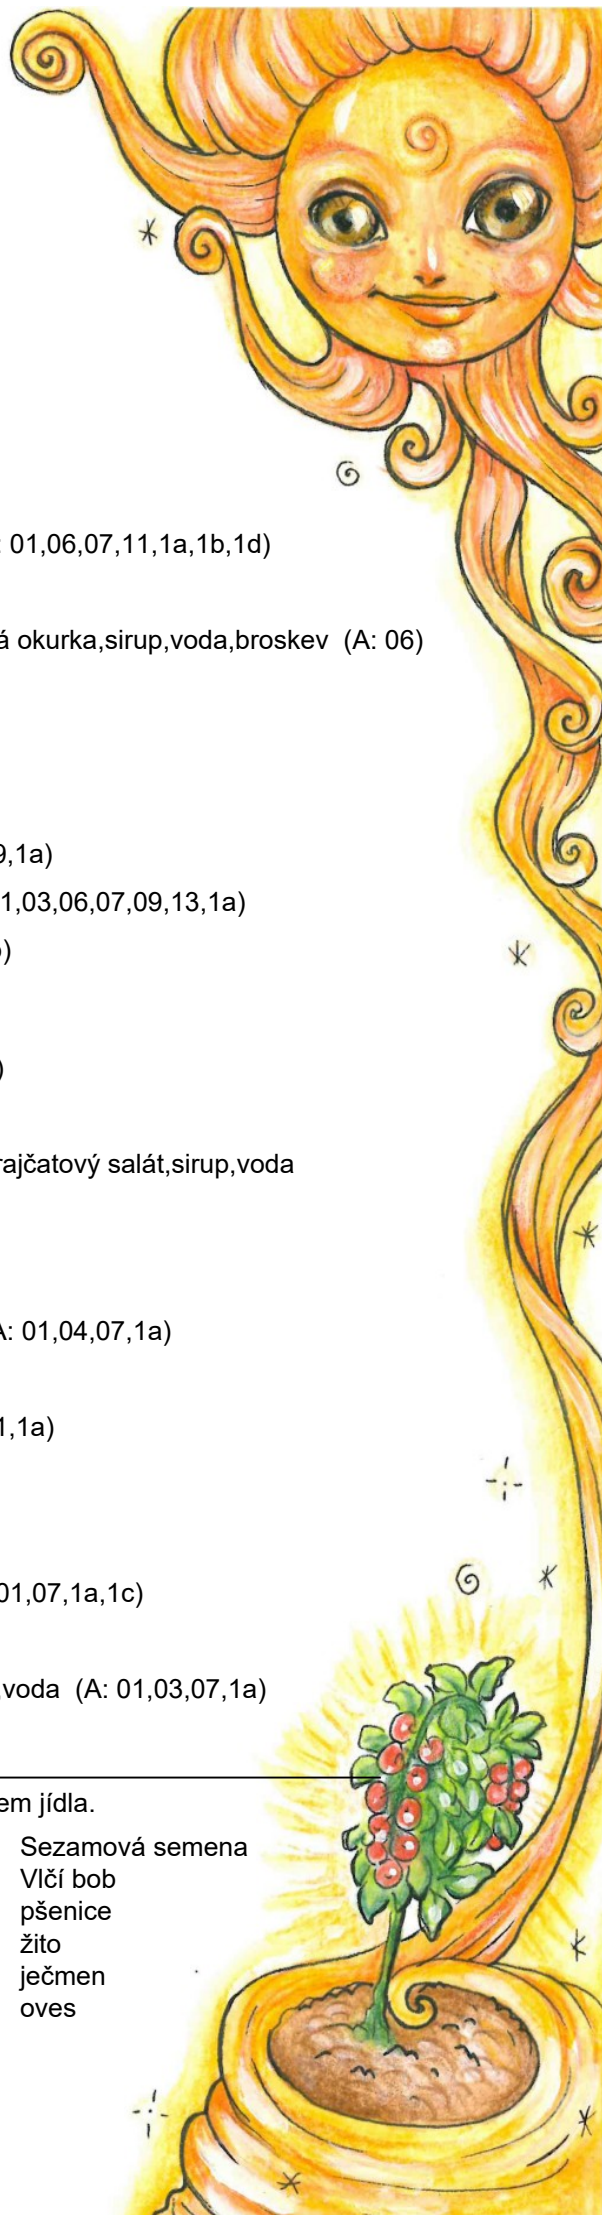 01,06,07,11,1a,1b,1d)
okurka,sirup,voda,broskev (A: 06)
,1a)
1,03,06,07,09,13,1a)
)
)
rajčatový salát,sirup,voda
A: 01,04,07,1a)
1,1a)
01,07,1a,1c)
,voda (A: 01,03,07,1a)
em jídla.
Sezamová semena
Vlčí bob
pšenice
žito
ječmen
oves